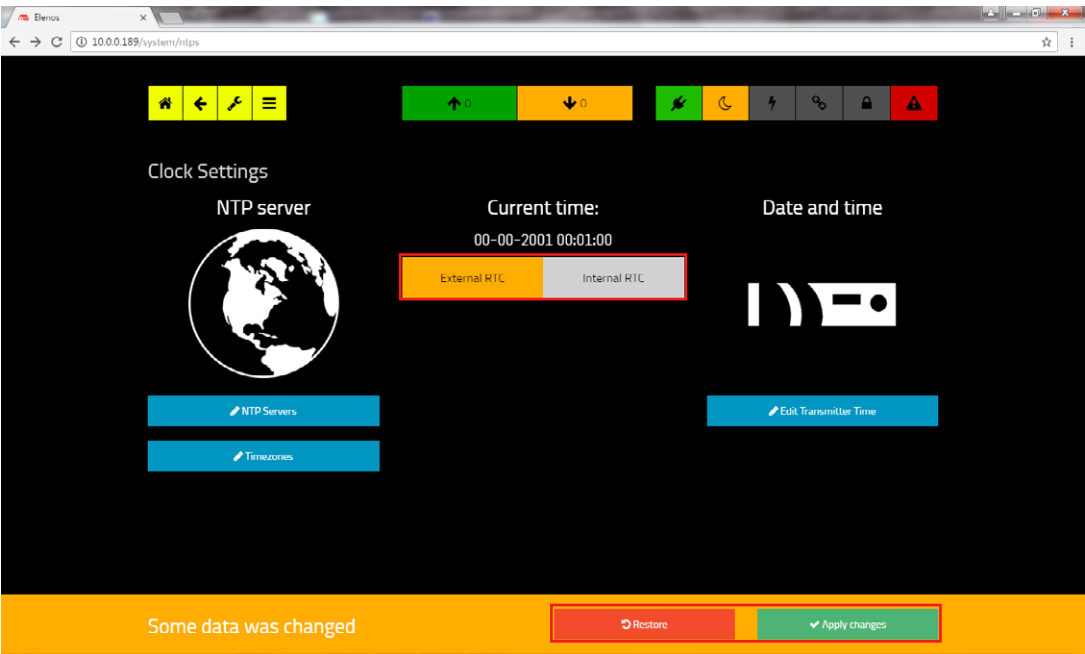 Elenos
10.0.0.189/system/ntps
0
0
Clock Settings
NTP server
Current time:
Date and time
00-00-2001 00:01:00
External RTC
Internal RTC
NTP Servers
Edit Transmitter Time
Timezones
Some data was changed
Restore
Apply changes